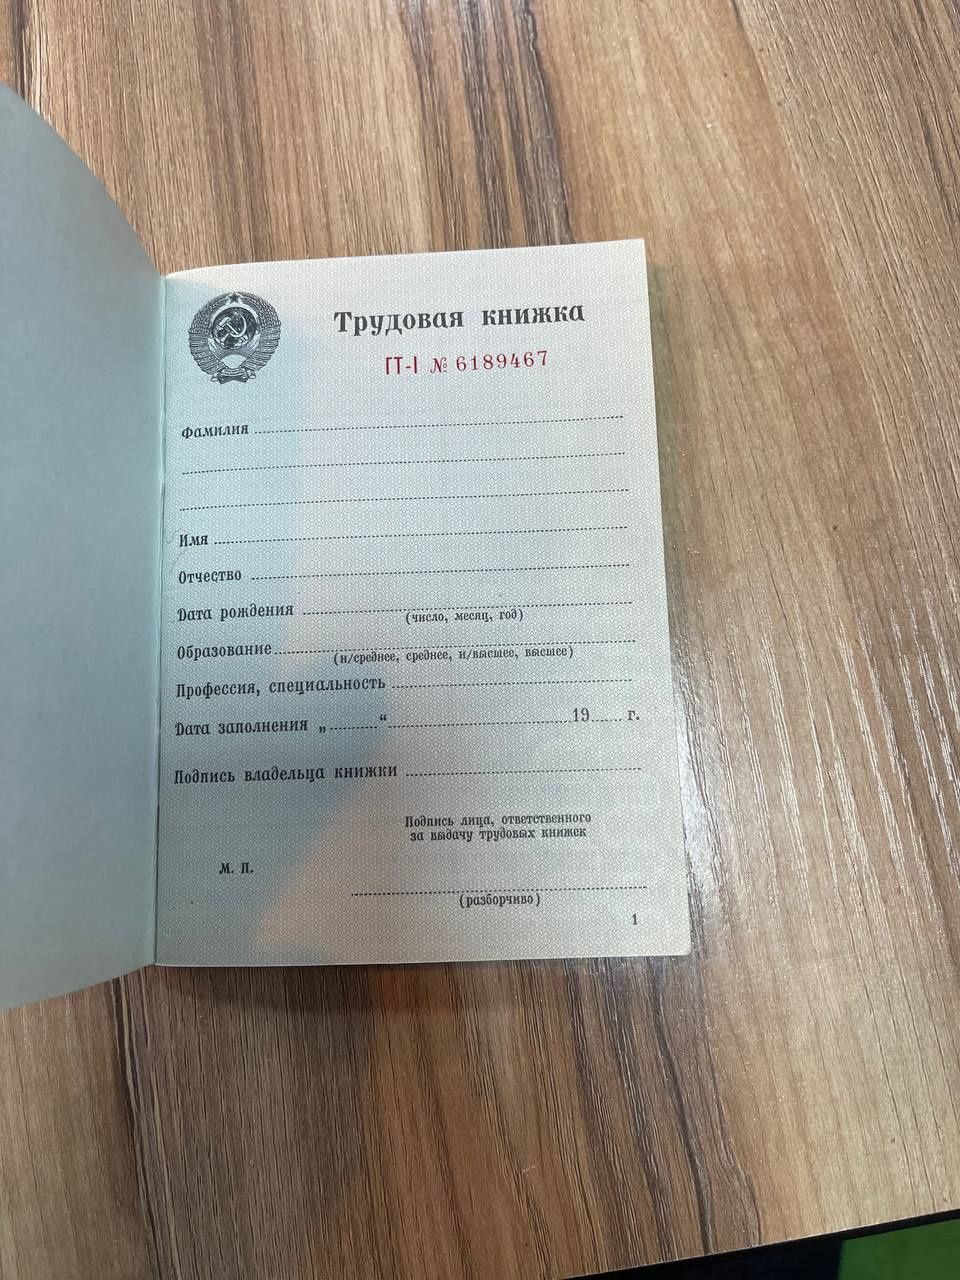 Трудовая книжка
ГТ-I № 6189467
Фамилия
Имя
Отчество
Дата рождения
(число, месяц, год)
Образование
(н/среднее, среднее, н/высшее, высшее)
Профессия, специальность
Дата заполнения „ “ 19 г.
Подпись владельца книжки
Подпись лица, ответственного
за выдачу трудовых книжек
М. П.
(разборчиво)
1